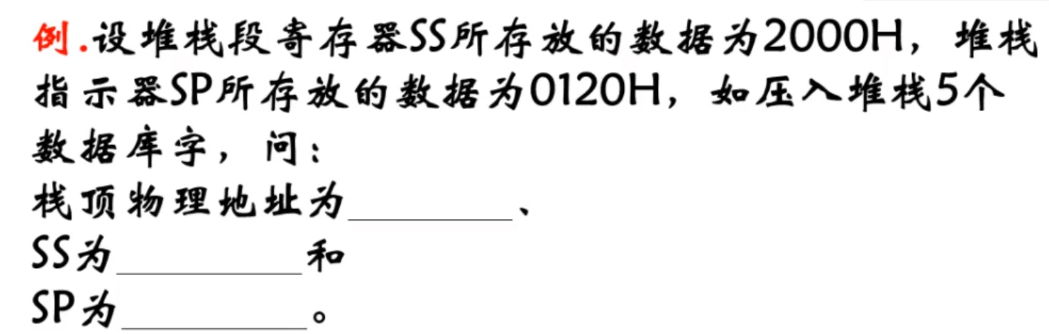 例.设堆栈段寄存器SS所存放的数据为2000H，堆栈
指示器SP所存放的数据为0120H，如压入堆栈5个
数据库字，问：
栈顶物理地址为________、
SS为_________和
SP为_________。